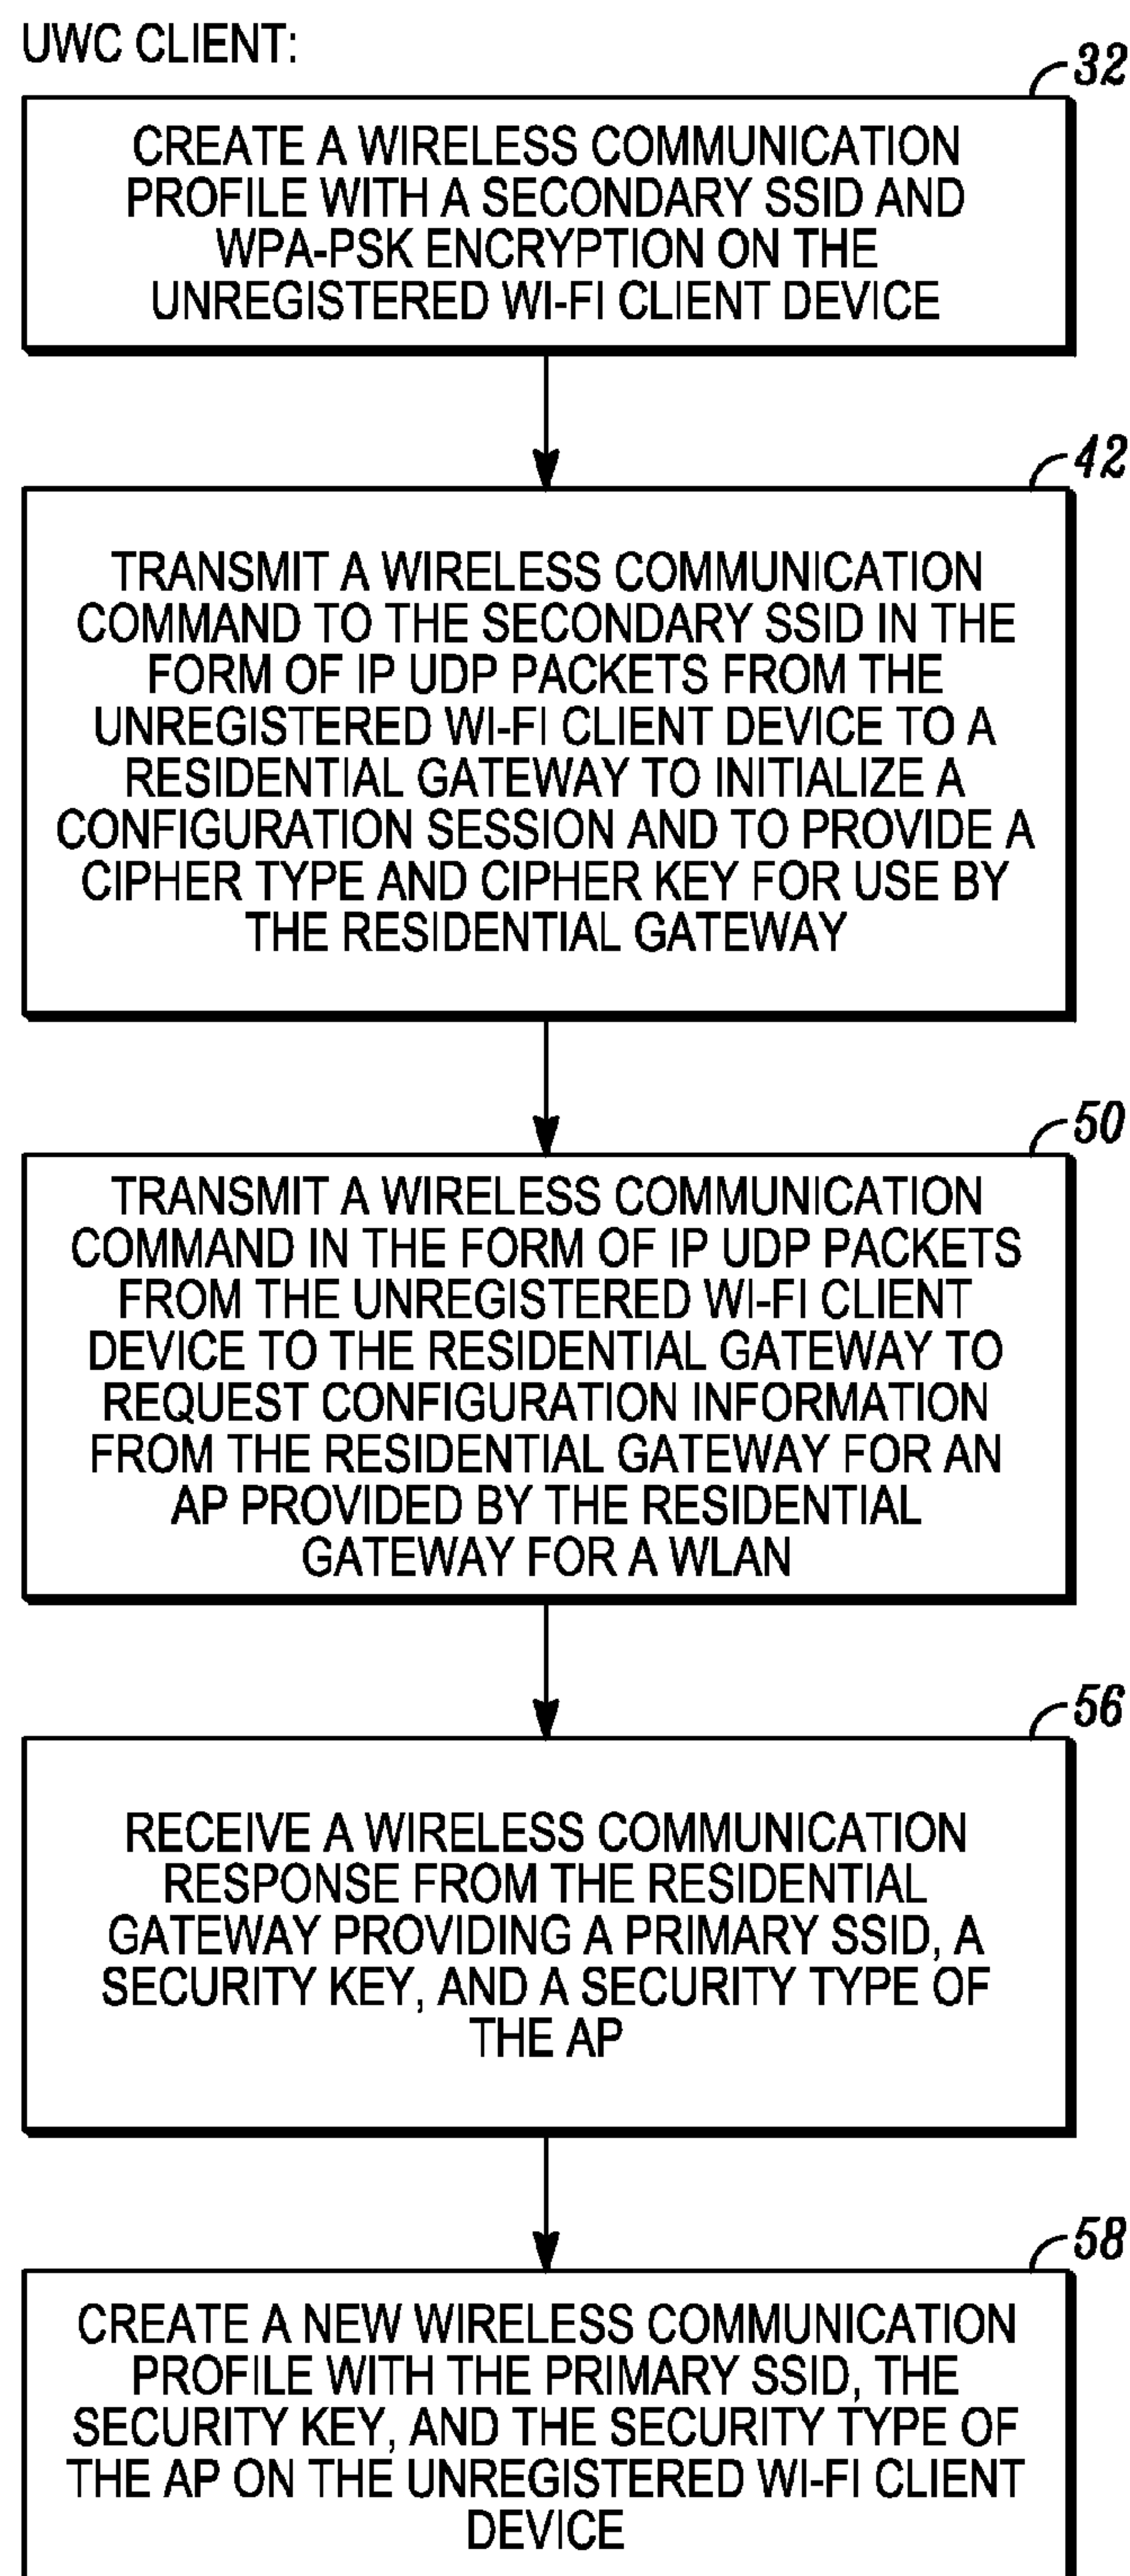 UWC CLIENT:
32
CREATE A WIRELESS COMMUNICATION
PROFILE WITH A SECONDARY SSID AND
WPA-PSK ENCRYPTION ON THE
UNREGISTERED WI-FI CLIENT DEVICE
42
TRANSMIT A WIRELESS COMMUNICATION
COMMAND TO THE SECONDARY SSID IN THE
FORM OF IP UDP PACKETS FROM THE
UNREGISTERED WI-FI CLIENT DEVICE TO A
RESIDENTIAL GATEWAY TO INITIALIZE A
CONFIGURATION SESSION AND TO PROVIDE A
CIPHER TYPE AND CIPHER KEY FOR USE BY
THE RESIDENTIAL GATEWAY
50
TRANSMIT A WIRELESS COMMUNICATION
COMMAND IN THE FORM OF IP UDP PACKETS
FROM THE UNREGISTERED WI-FI CLIENT
DEVICE TO THE RESIDENTIAL GATEWAY TO
REQUEST CONFIGURATION INFORMATION
FROM THE RESIDENTIAL GATEWAY FOR AN
AP PROVIDED BY THE RESIDENTIAL
GATEWAY FOR A WLAN
56
RECEIVE A WIRELESS COMMUNICATION
RESPONSE FROM THE RESIDENTIAL
GATEWAY PROVIDING A PRIMARY SSID, A
SECURITY KEY, AND A SECURITY TYPE OF
THE AP
58
CREATE A NEW WIRELESS COMMUNICATION
PROFILE WITH THE PRIMARY SSID, THE
SECURITY KEY, AND THE SECURITY TYPE OF
THE AP ON THE UNREGISTERED WI-FI CLIENT
DEVICE